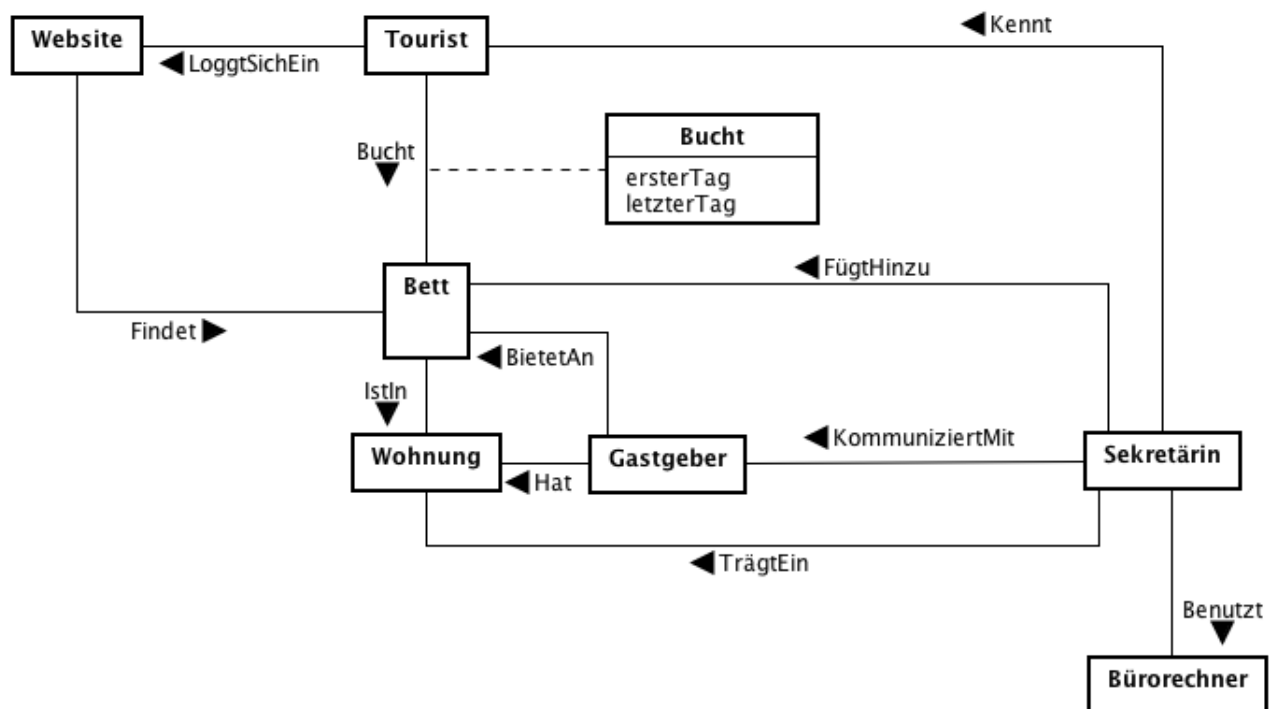 Website
Tourist
Kennt
LoggtSichEin
Bucht
Bucht
ersterTag
letzterTag
FügtHinzu
Bett
Findet
BietetAn
IstIn
Wohnung
Gastgeber
KommuniziertMit
Sekretärin
Hat
TrägtEin
Benutzt
Bürorechner